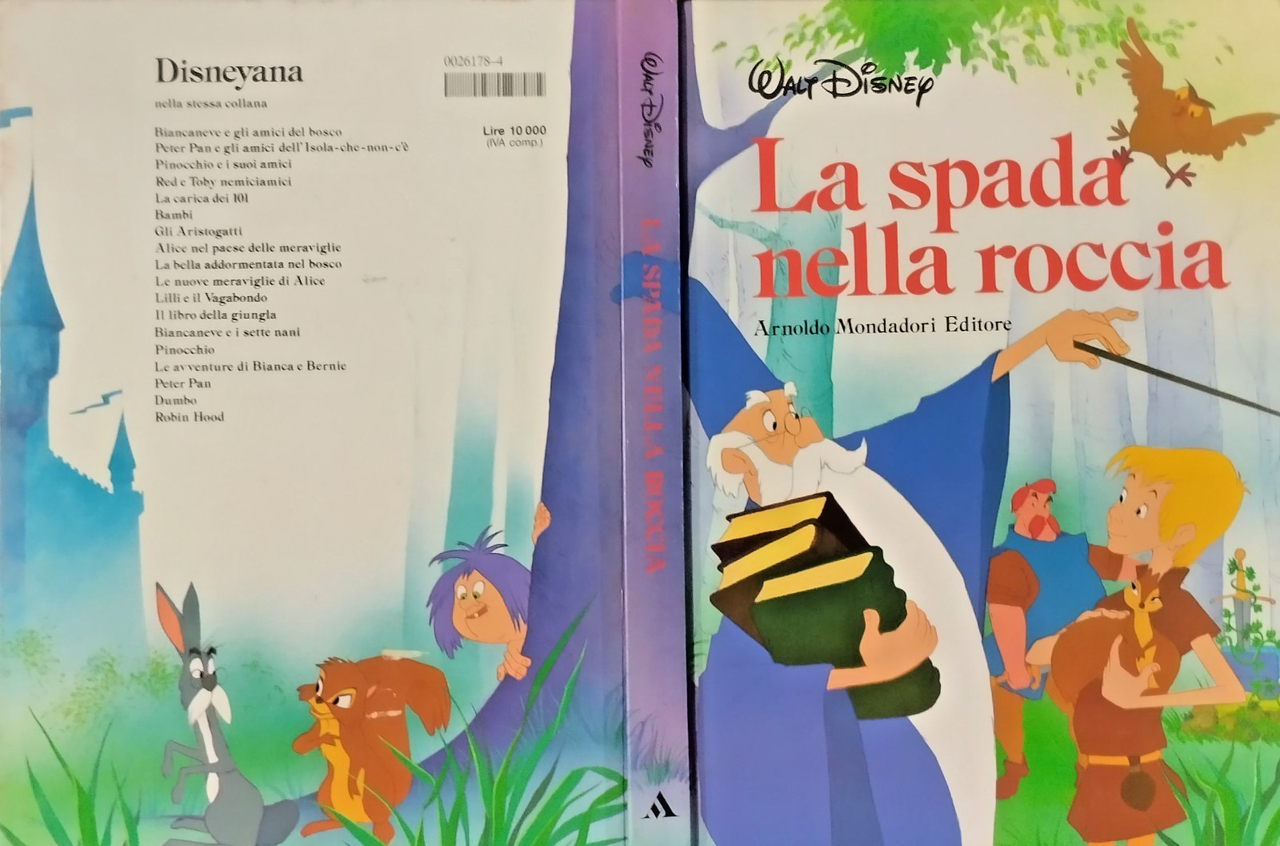 Disneyana
nella stessa collana
Biancaneve e gli amici del bosco
Peter Pan e gli amici dell'Isola-che-non-c'è
Pinocchio e i suoi amici
Red e Toby nemiciamici
La carica dei 101
Bambi
Gli Aristogatti
Alice nel paese delle meraviglie
La bella addormentata nel bosco
Le nuove meraviglie di Alice
Lilli e il Vagabondo
Il libro della giungla
Biancaneve e i sette nani
Pinocchio
Le avventure di Bianca e Bernie
Peter Pan
Dumbo
Robin Hood
0026178-4
Lire 10 000
(IVA comp.)
WALT DISNEY
LA SPADA NELLA ROCCIA
WALT DISNEY
La spada
nella roccia
Arnoldo Mondadori Editore